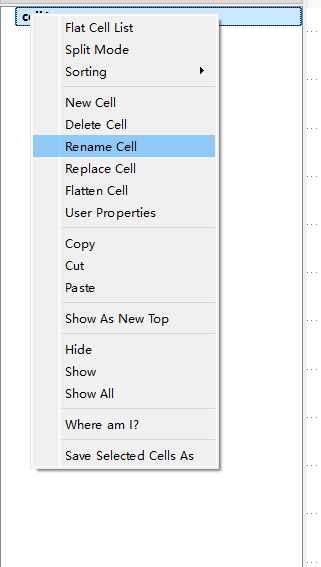 Flat Cell List
Split Mode
Sorting
New Cell
Delete Cell
Rename Cell
Replace Cell
Flatten Cell
User Properties
Copy
Cut
Paste
Show As New Top
Hide
Show
Show All
Where am I?
Save Selected Cells As